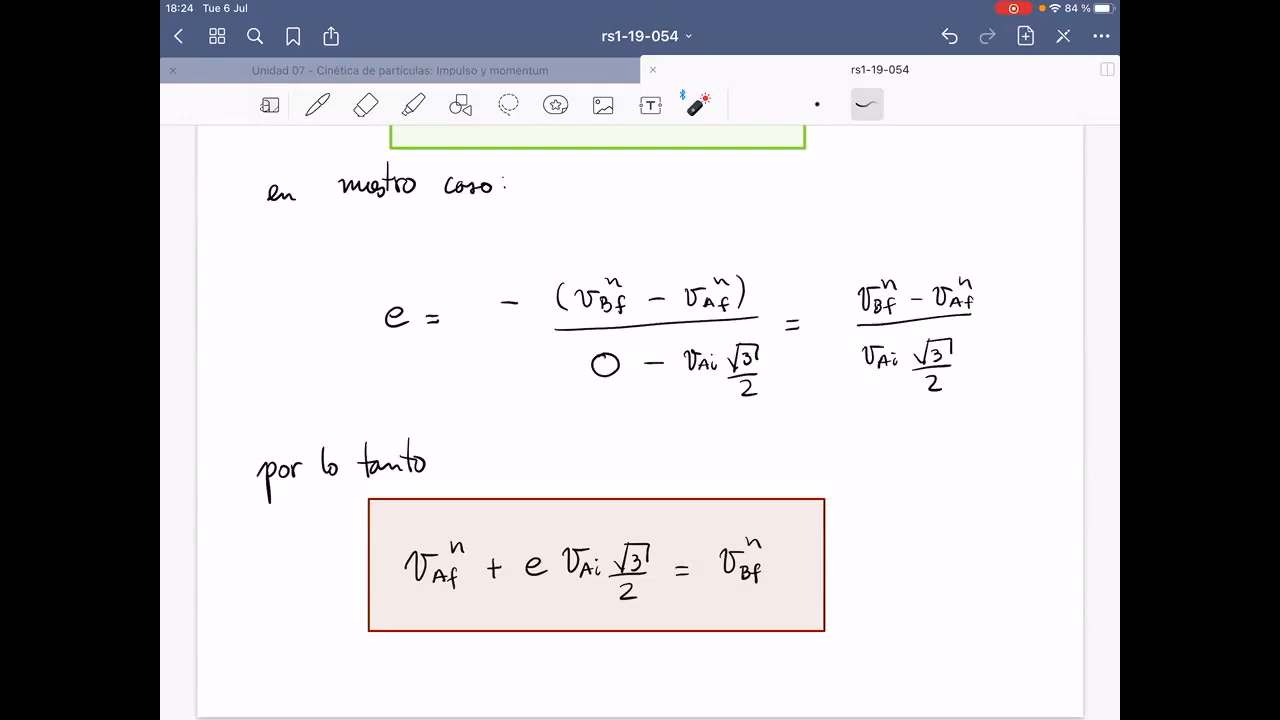 18:24 Tue 6 Jul 84 %
rs1-19-054
Unidad 07 - Cinética de partículas: Impulso y momentum rs1-19-054
T
en nuestro caso:
e = - (v_Bf^n - v_Af^n) / (0 - v_Ai √3/2) = (v_Bf^n - v_Af^n) / (v_Ai √3/2)
por lo tanto
v_Af^n + e v_Ai √3/2 = v_Bf^n